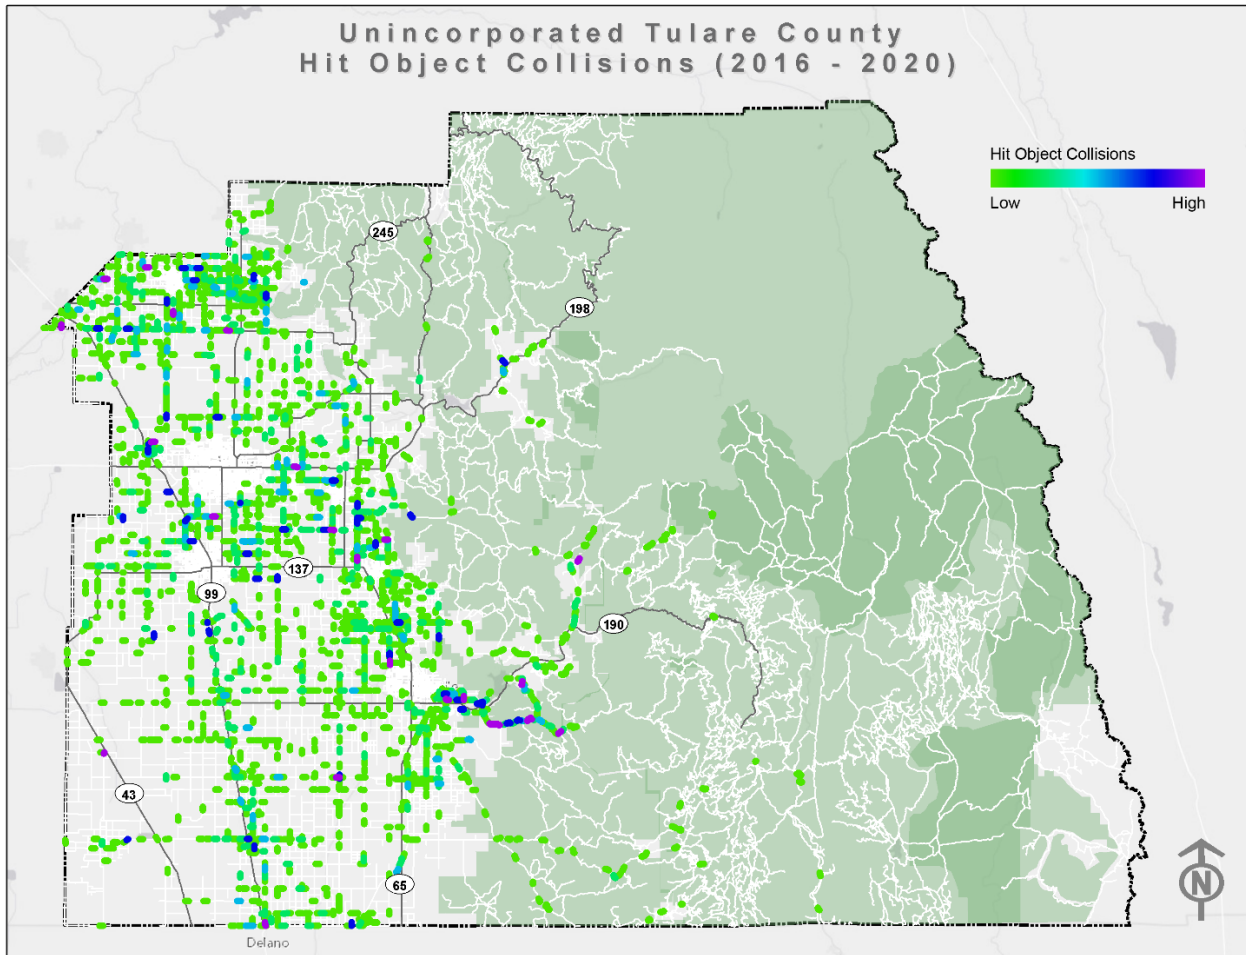 Unincorporated Tulare County
Hit Object Collisions (2016 - 2020)
Hit Object Collisions
Low High
245
198
137
99
190
43
65
N
Delano